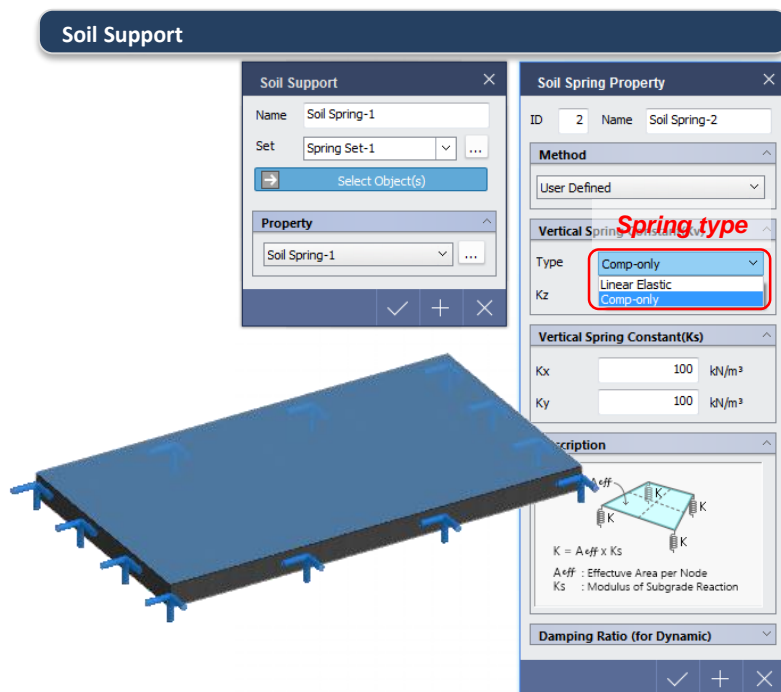 Soil Support
Soil Support
Name Soil Spring-1
Set Spring Set-1 ...
Select Object(s)
Property
Soil Spring-1 ...
Soil Spring Property
ID 2 Name Soil Spring-2
Method
User Defined
Vertical Spring Constant(Kv)
Spring type
Type Comp-only
Linear Elastic
Kz Comp-only
Vertical Spring Constant(Ks)
Kx 100 kN/m³
Ky 100 kN/m³
scription
Aeff
K
K
K
K
K = Aeff x Ks
Aeff : Effectuve Area per Node
Ks : Modulus of Subgrade Reaction
Damping Ratio (for Dynamic)